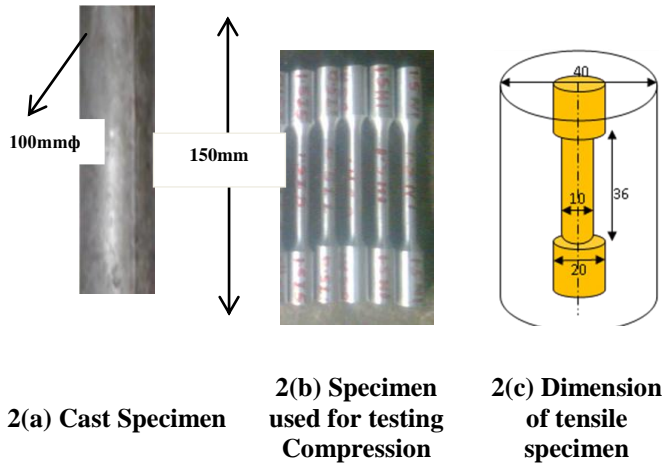 100mmϕ
150mm
40
10
36
20
2(a) Cast Specimen
2(b) Specimen
used for testing
Compression
2(c) Dimension
of tensile
specimen